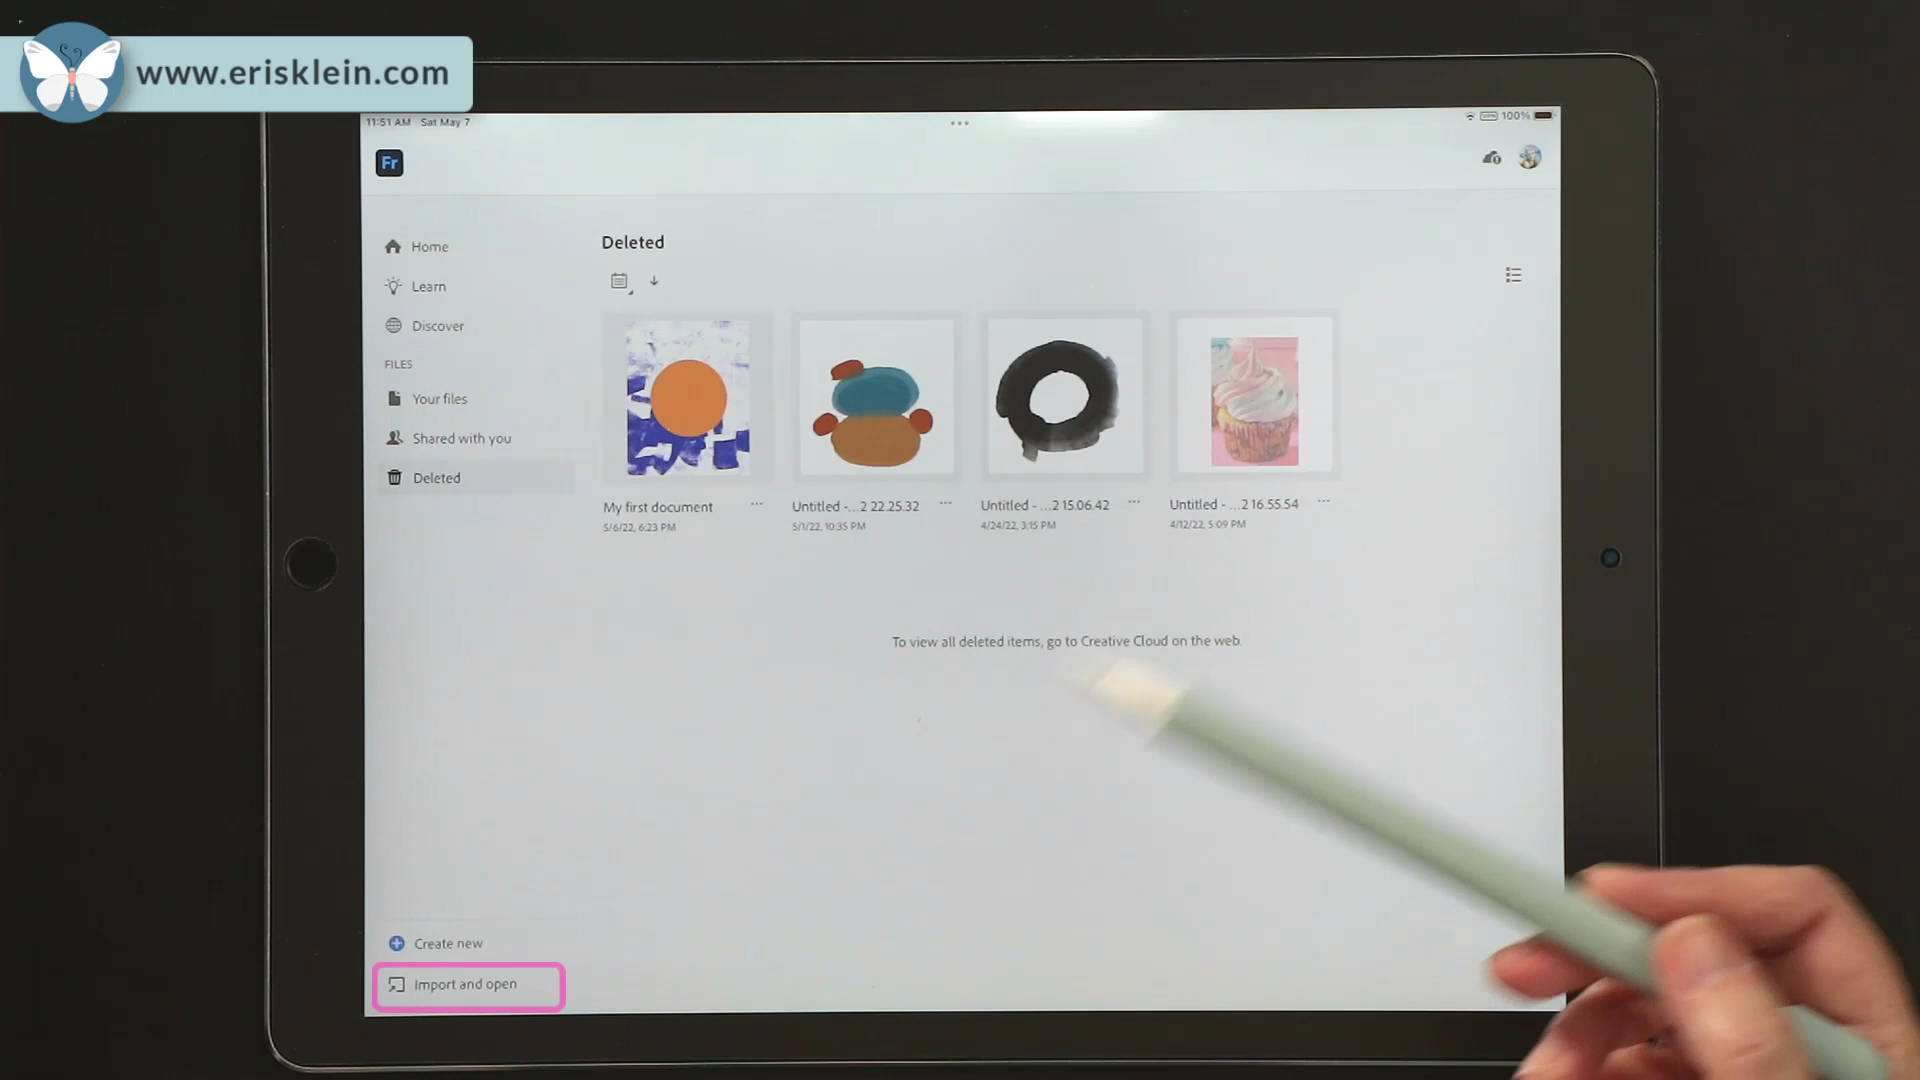 www.erisklein.com
11:51 AM Sat May 7
100%
Fr
Home
Learn
Discover
FILES
Your files
Shared with you
Deleted
Deleted
My first document ...
5/6/22, 6:23 PM
Untitled -...2 22.25.32 ...
5/1/22, 10:35 PM
Untitled - ...2 15.06.42 ...
4/24/22, 3:15 PM
Untitled - ...2 16.55.54 ...
4/12/22, 5:09 PM
To view all deleted items, go to Creative Cloud on the web.
Create new
Import and open